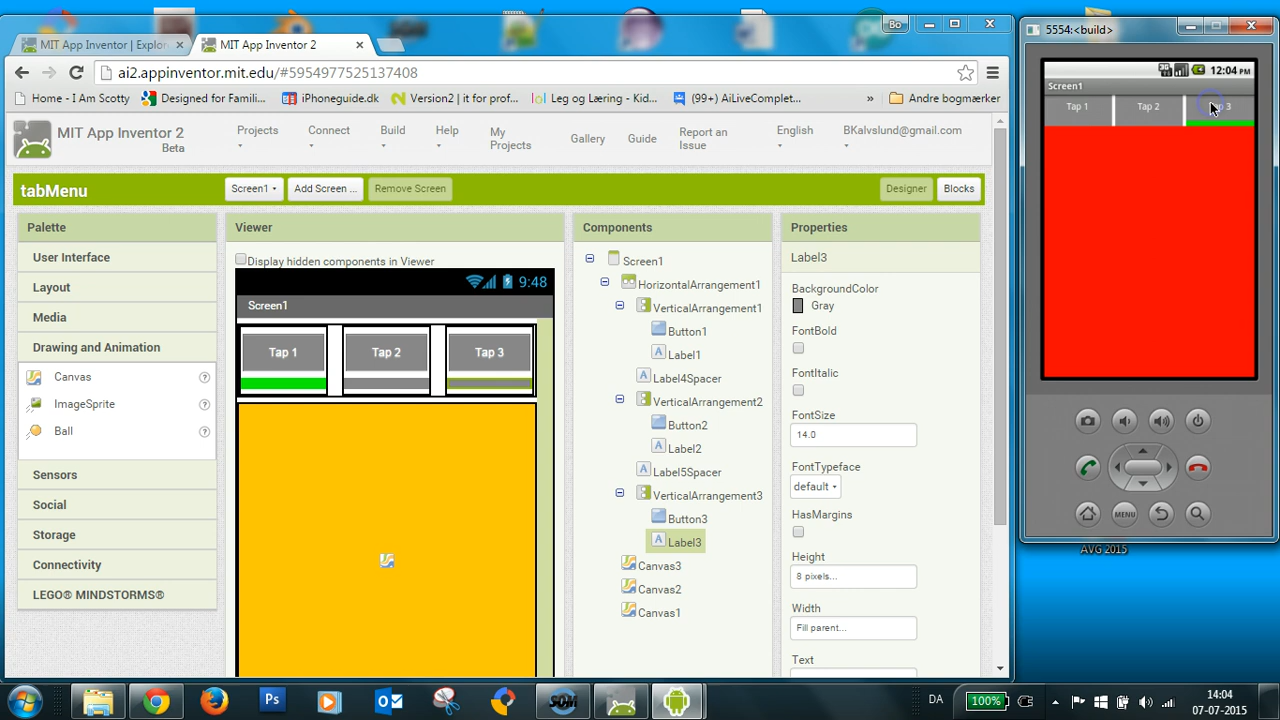 Bo
MIT App Inventor | Explor
MIT App Inventor 2
ai2.appinventor.mit.edu/#5954977525137408
Home - I Am Scotty
Designed for Famili...
iPhoneguide.dk
Version2 | it for prof...
Leg og Læring - Kid...
(99+) AiLiveComplet...
»
Andre bogmærker
MIT App Inventor 2
Beta
Projects
Connect
Build
Help
My Projects
Gallery
Guide
Report an Issue
English
BKalvslund@gmail.com
tabMenu
Screen1
Add Screen ...
Remove Screen
Designer
Blocks
Palette
User Interface
Layout
Media
Drawing and Animation
Canvas
ImageSprite
Ball
Sensors
Social
Storage
Connectivity
LEGO® MINDSTORMS®
Viewer
Display hidden components in Viewer
9:48
Screen1
Tap 1
Tap 2
Tap 3
Components
Screen1
HorizontalArrangement1
VerticalArrangement1
Button1
Label1
Label4Spacer
VerticalArrangement2
Button2
Label2
Label5Spacer
VerticalArrangement3
Button3
Label3
Canvas3
Canvas2
Canvas1
Properties
Label3
BackgroundColor
Gray
FontBold
FontItalic
FontSize
14.0
FontTypeface
default
HasMargins
Height
8 pixels...
Width
Fill parent...
Text
5554:<build>
3G
12:04 PM
Screen1
Tap 1
Tap 2
3
MENU
AVG 2015
Ps
DA
100%
14:04
07-07-2015